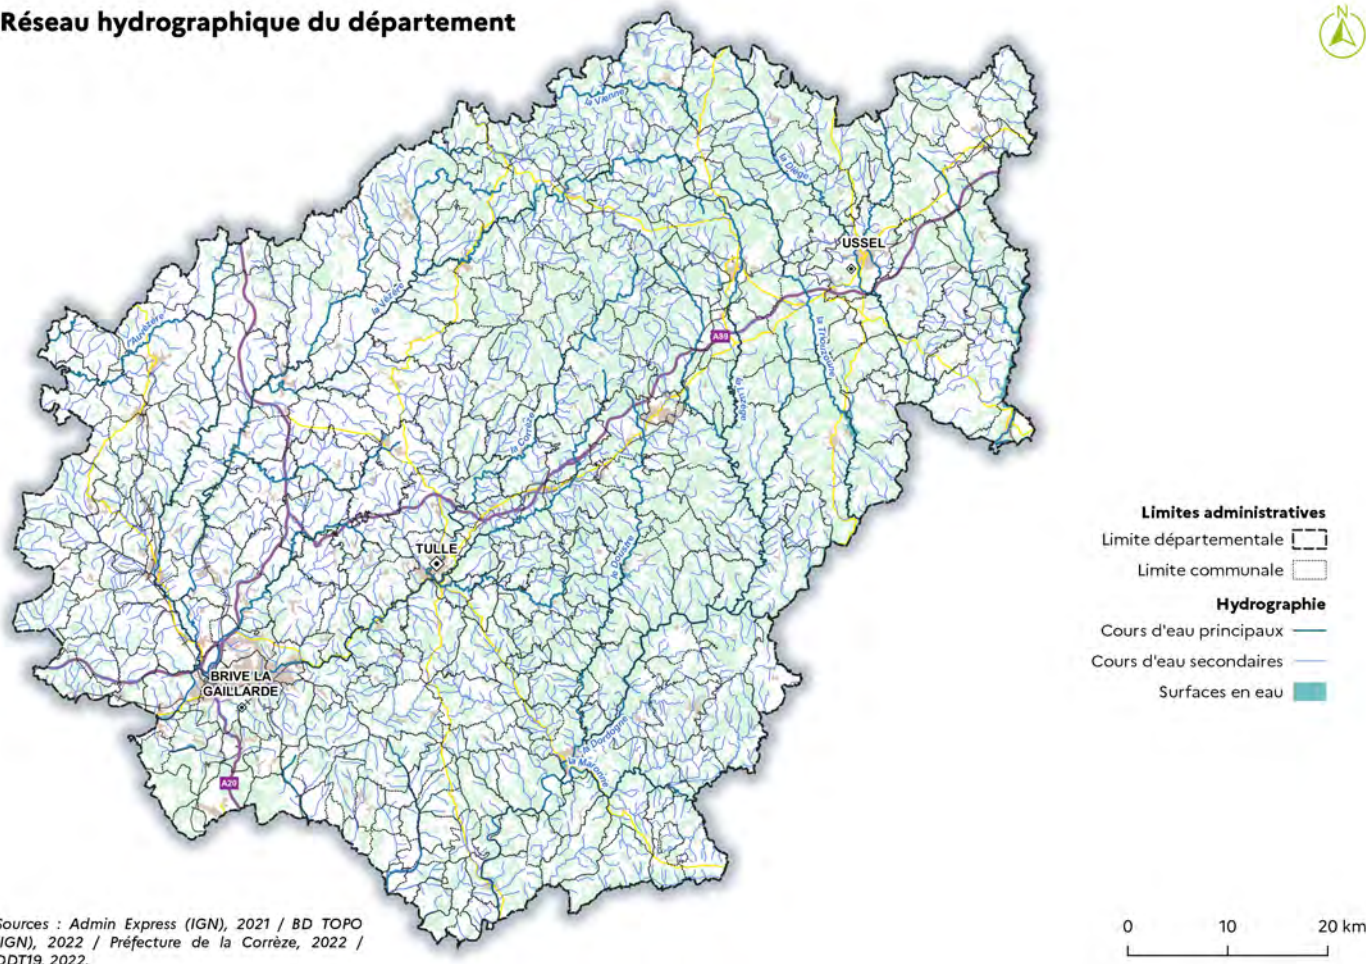 Réseau hydrographique du département
N
la Vienne
la Diège
USSEL
la Vézère
l'Auvézère
A89
la Triouzoune
la Luzège
la Corrèze
TULLE
la Dousre
BRIVE LA
GAILLARDE
la Dordogne
la Maronne
A20
Limites administratives
Limite départementale
Limite communale
Hydrographie
Cours d'eau principaux
Cours d'eau secondaires
Surfaces en eau
Sources : Admin Express (IGN), 2021 / BD TOPO
(IGN), 2022 / Préfecture de la Corrèze, 2022 /
DDT19, 2022.
0 10 20 km